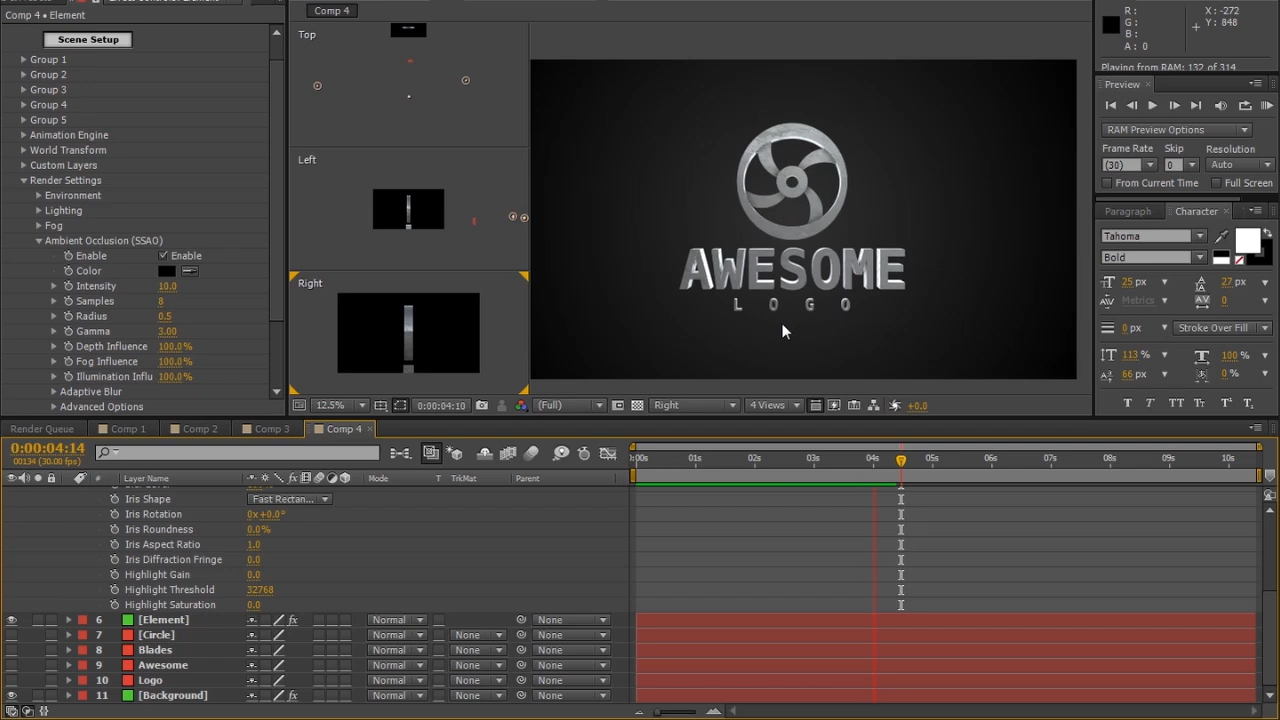 Comp 4 • Element
Scene Setup
Group 1
Group 2
Group 3
Group 4
Group 5
Animation Engine
World Transform
Custom Layers
Render Settings
Environment
Lighting
Fog
Ambient Occlusion (SSAO)
Enable
Enable
Color
Intensity 10.0
Samples 8
Radius 0.5
Gamma 3.00
Depth Influence 100.0%
Fog Influence 100.0%
Illumination Influ 100.0%
Adaptive Blur
Advanced Options
Comp 4
Top
Left
Right
AWESOME
LOGO
12.5%
0:00:04:10
(Full)
Right
4 Views
+0.0
R :
G :
B :
A : 0
X : -272
Y : 848
Playing from RAM: 132 of 314
Preview
RAM Preview Options
Frame Rate Skip Resolution
(30) 0 Auto
From Current Time Full Screen
Paragraph Character
Tahoma
Bold
25 px 27 px
Metrics 0
0 px Stroke Over Fill
113 % 100 %
66 px 0 %
T T TT Tт T¹ T₁
Render Queue Comp 1 Comp 2 Comp 3 Comp 4
0:00:04:14
00134 (30.00 fps)
:00s 01s 02s 03s 04s 05s 06s 07s 08s 09s 10s
# Layer Name Mode T TrkMat Parent
Iris Shape Fast Rectan...
Iris Rotation 0x+0.0°
Iris Roundness 0.0%
Iris Aspect Ratio 1.0
Iris Diffraction Fringe 0.0
Highlight Gain 0.0
Highlight Threshold 32768
Highlight Saturation 0.0
6 [Element] fx Normal None
7 [Circle] Normal None None
8 Blades Normal None None
9 Awesome Normal None None
10 Logo Normal None None
11 [Background] fx Normal None None